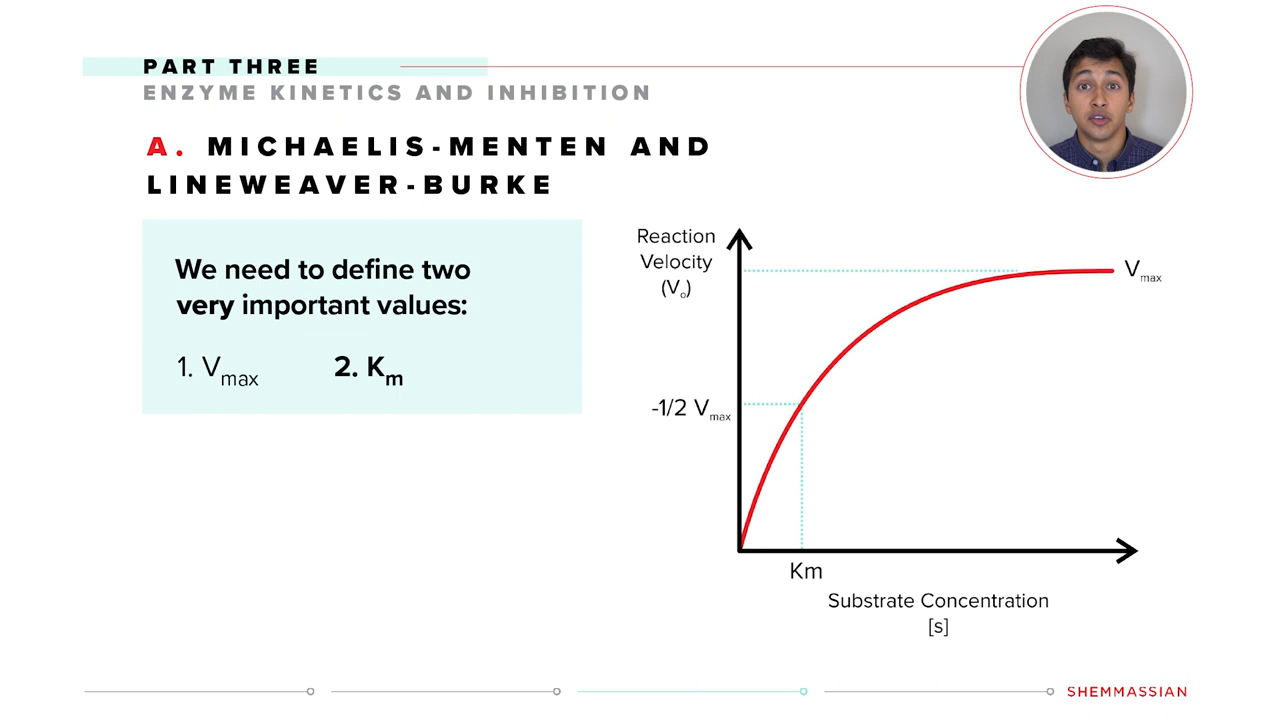 PART THREE
ENZYME KINETICS AND INHIBITION
A. MICHAELIS-MENTEN AND
LINEWEAVER-BURKE
We need to define two
very important values:
1. Vmax 2. Km
Reaction
Velocity
(Vo)
Vmax
-1/2 Vmax
Km
Substrate Concentration
[s]
SHEMMASSIAN